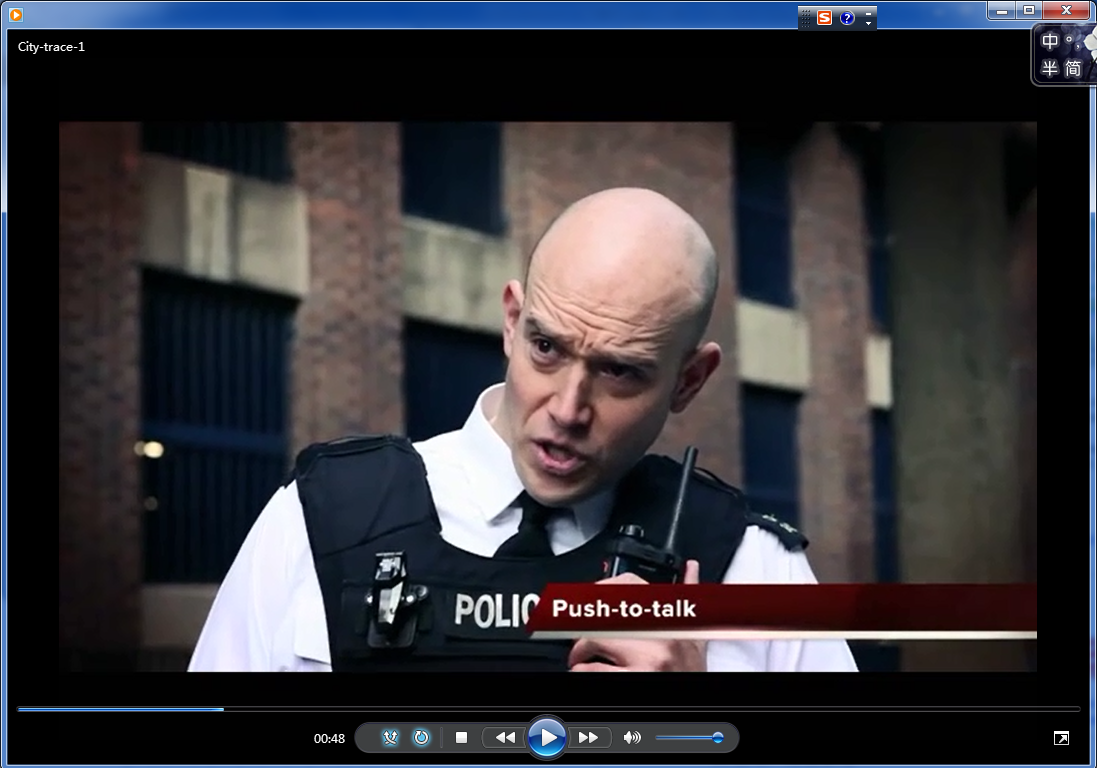 City-trace-1
中
半 简
POLIC
Push-to-talk
00:48